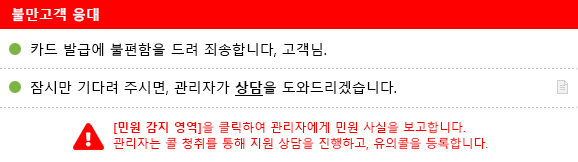 불만고객 응대
카드 발급에 불편함을 드려 죄송합니다, 고객님.
잠시만 기다려 주시면, 관리자가 상담을 도와드리겠습니다.
[민원 감지 영역]을 클릭하여 관리자에게 민원 사실을 보고합니다.
관리자는 콜 청취를 통해 지원 상담을 진행하고, 유의콜을 등록합니다.